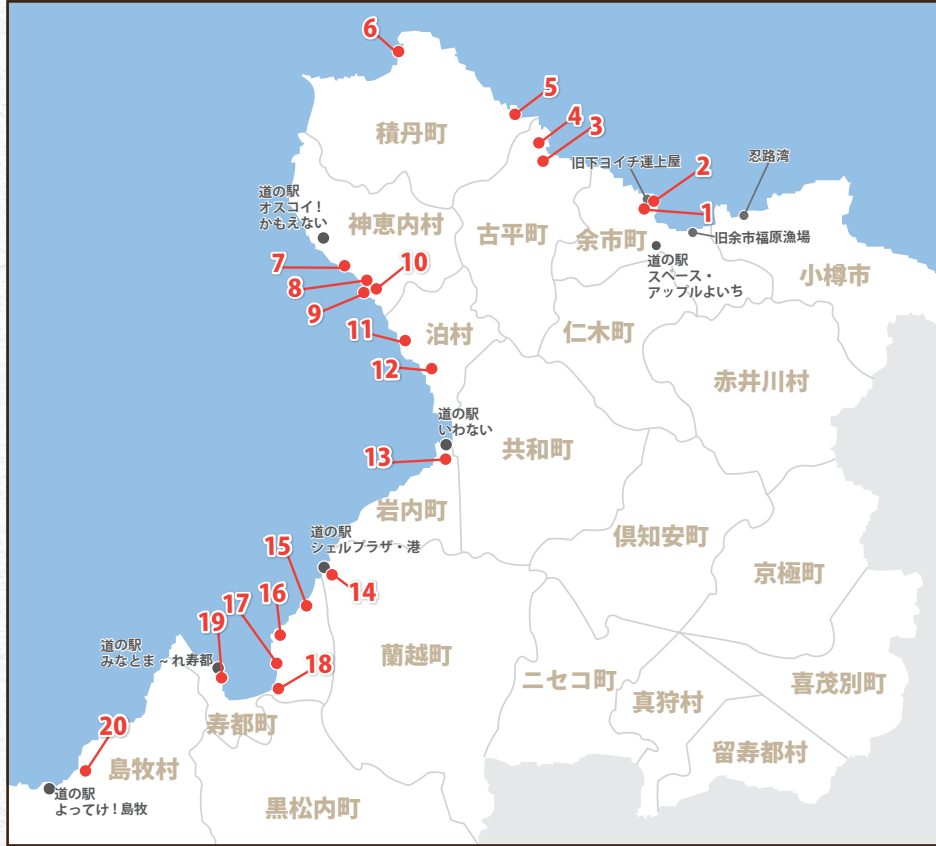 6
5
4
3
積丹町
旧下ヨイチ運上屋
2
忍路湾
道の駅
オスコイ！
かもえない
神恵内村
古平町
余市町
1
旧余市福原漁場
道の駅
スペース・
アップルよいち
小樽市
7
8
9
10
11
泊村
仁木町
12
赤井川村
道の駅
いわない
13
共和町
岩内町
道の駅
シェルプラザ・港
倶知安町
京極町
15
14
16
17
19
18
蘭越町
道の駅
みなとま～れ寿都
ニセコ町
真狩村
喜茂別町
寿都町
留寿都村
20
島牧村
道の駅
よってけ！島牧
黒松内町